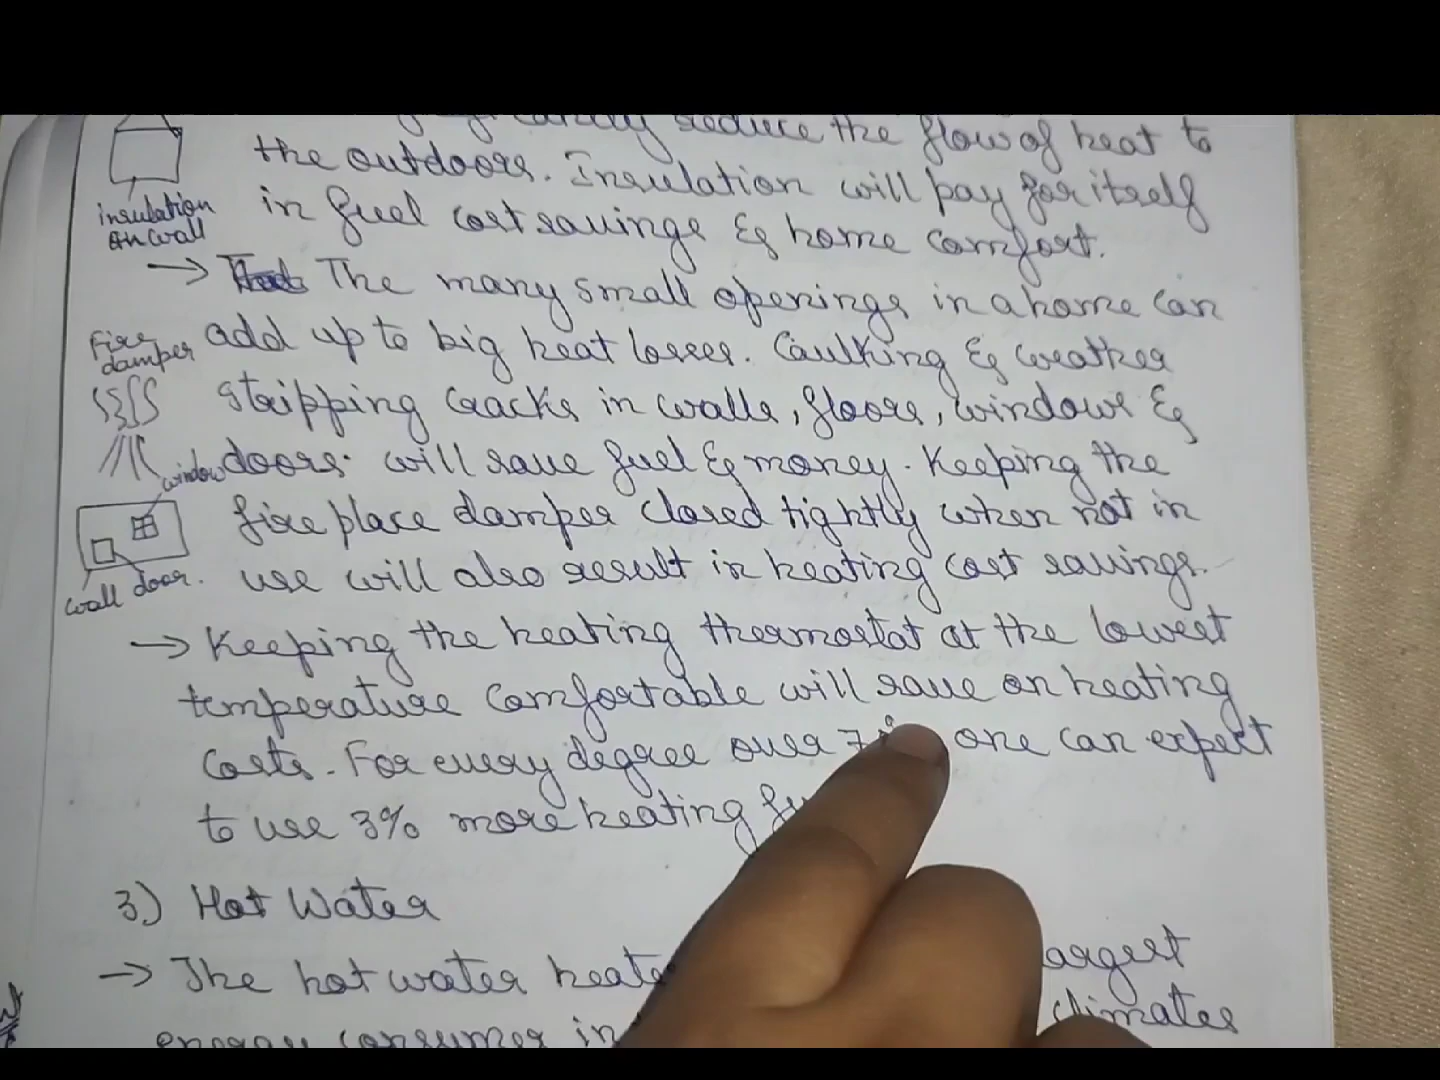 reduce the flow of heat to
the outdoors. Insulation will pay for itself
in fuel cost savings & home comfort.
insulation
on wall
→ The many small openings in a home can
add up to big heat losses. Caulking & weather
stripping cracks in walls, floors, windows &
doors. will save fuel & money. Keeping the
fire place damper closed tightly when not in
use will also result in heating cost savings.
Fire
damper
window
wall door.
→ Keeping the heating thermostat at the lowest
temperature comfortable will save on heating
costs. For every degree over one can expect
to use 3% more heating
3.) Hot Water
→ The hot water
energy consumer in climates